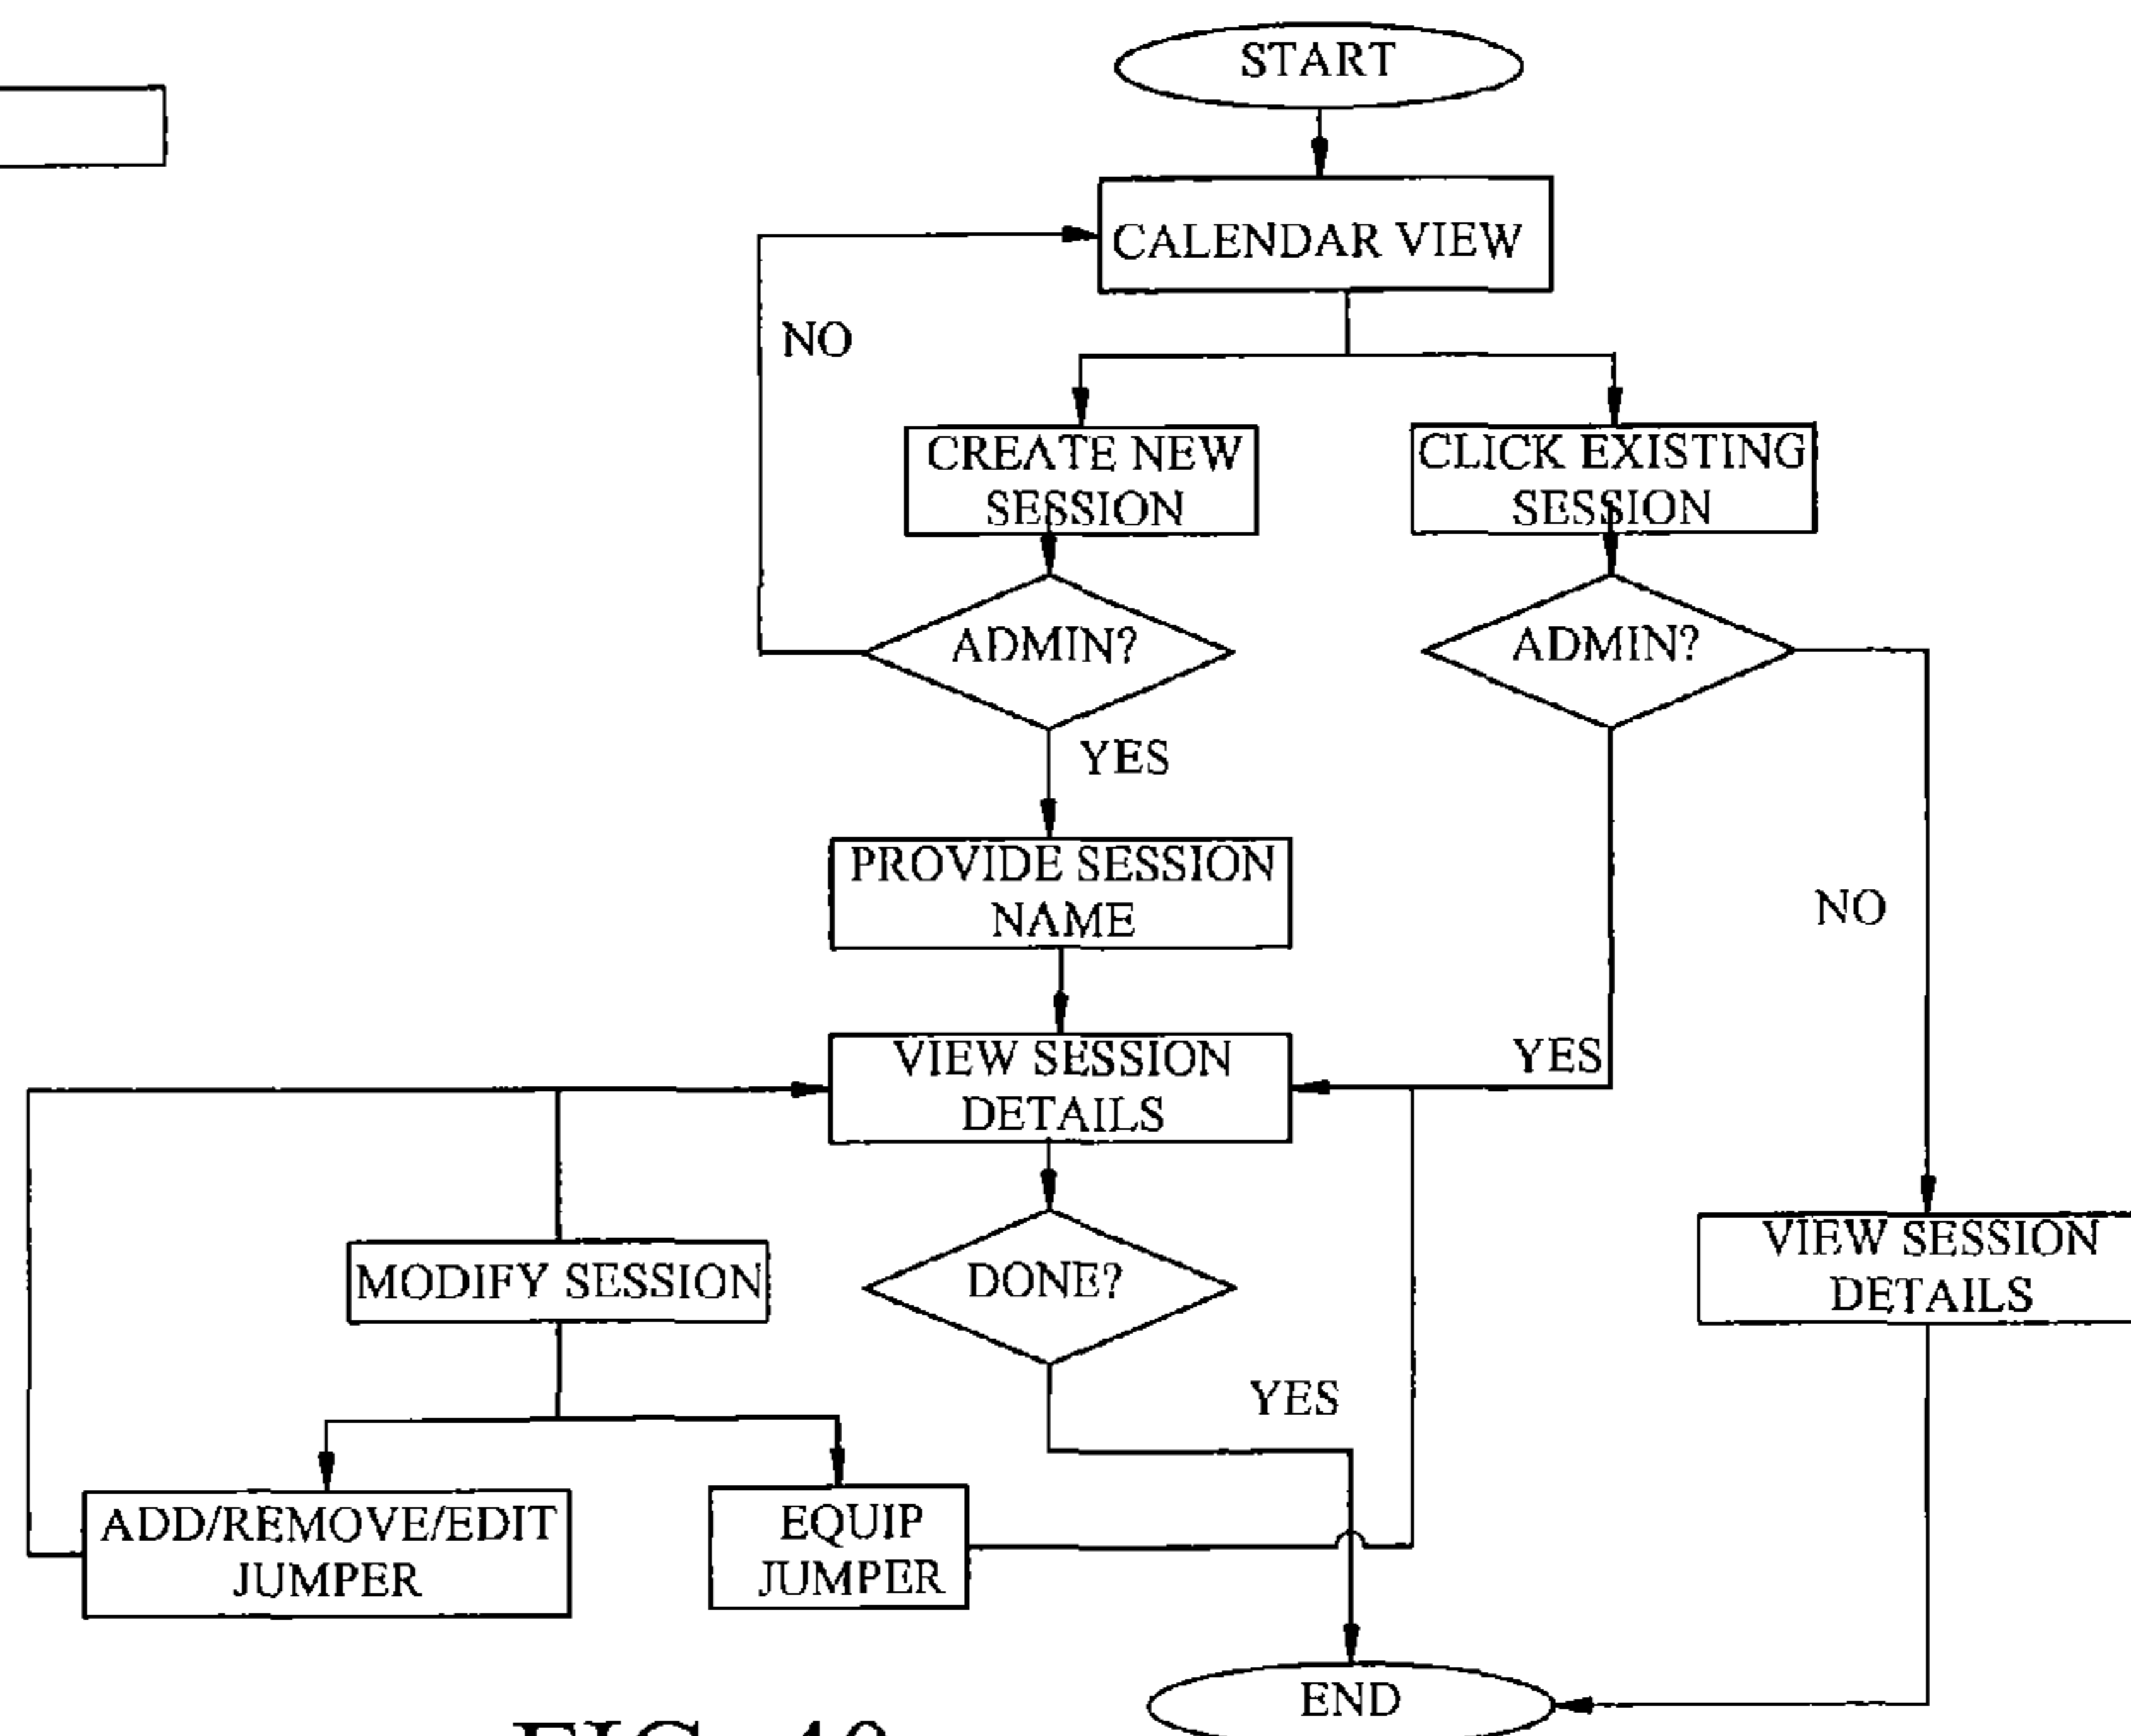 START
CALENDAR VIEW
NO
CREATE NEW
SESSION
CLICK EXISTING
SESSION
ADMIN?
ADMIN?
YES
PROVIDE SESSION
NAME
NO
VIEW SESSION
DETAILS
YES
MODIFY SESSION
DONE?
VIEW SESSION
DETAILS
YES
ADD/REMOVE/EDIT
JUMPER
EQUIP
JUMPER
END